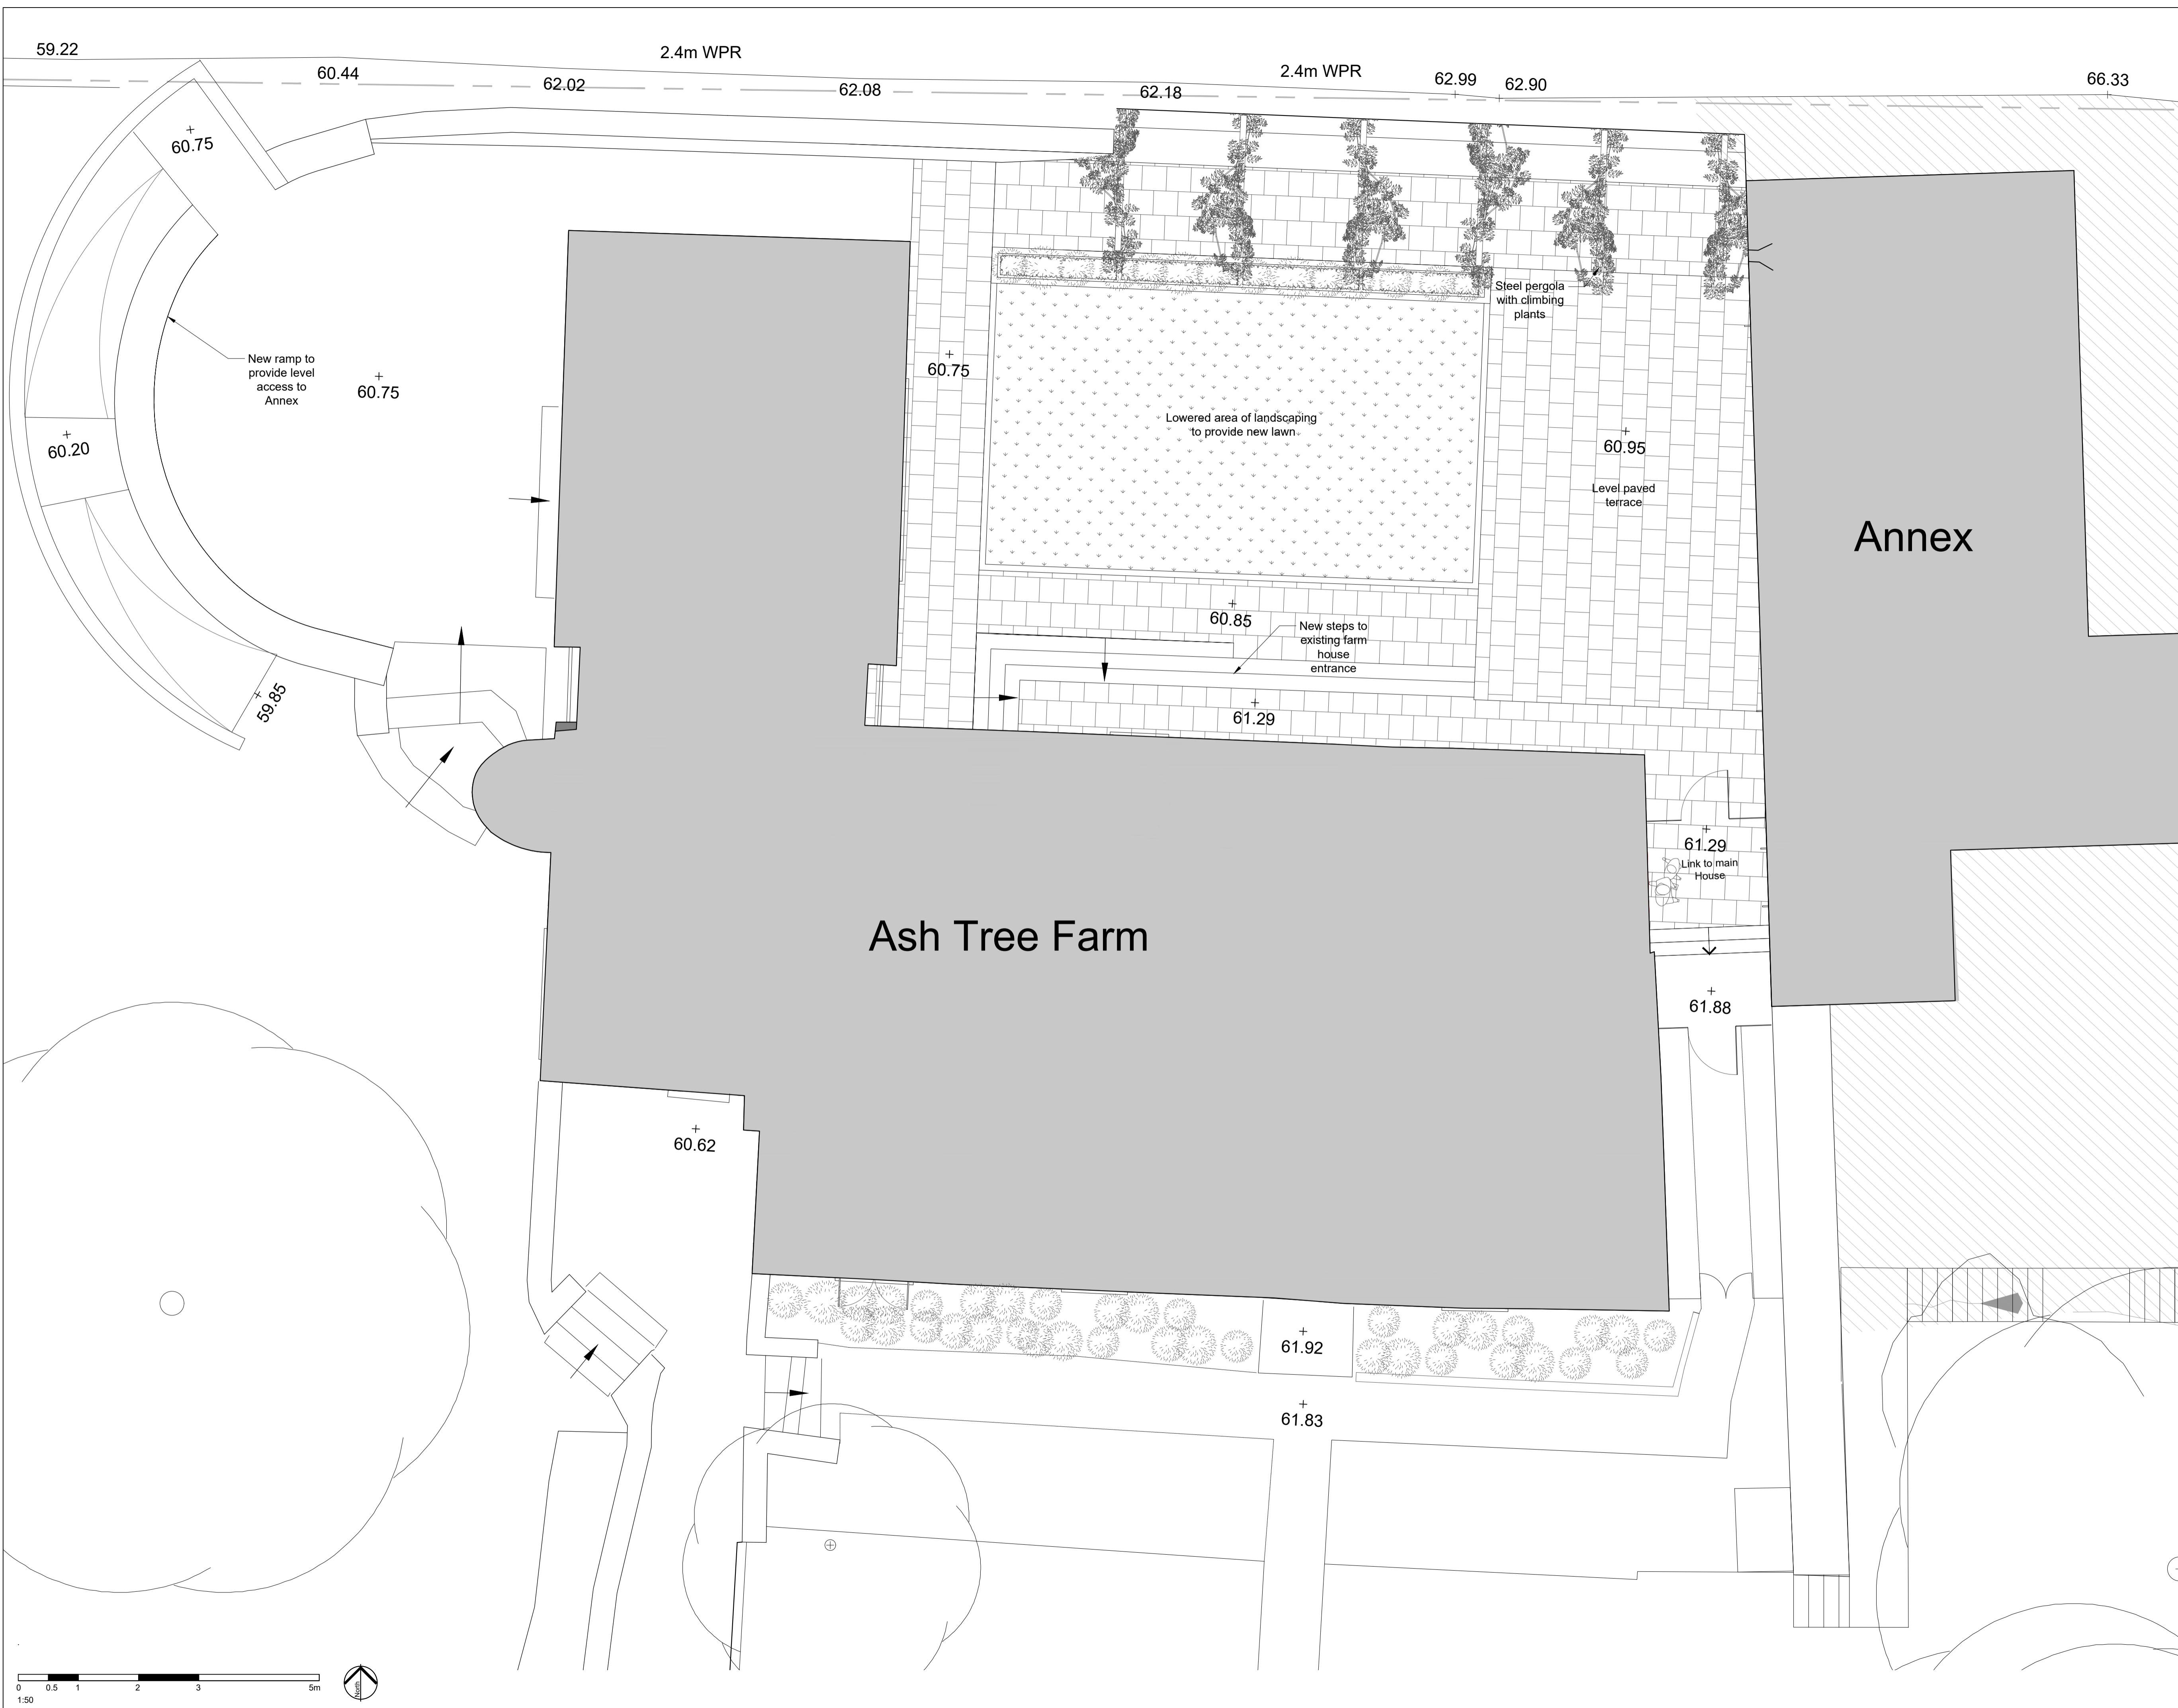 59.22
2.4m WPR
60.44
62.02
62.08
2.4m WPR
62.18
62.99
62.90
66.33
60.75
Steel pergola
with climbing
plants
New ramp to
provide level
access to
Annex
60.75
60.75
Lowered area of landscaping
to provide new lawn
60.20
60.95
Level paved
terrace
Annex
60.85
New steps to
existing farm
house
entrance
59.85
61.29
61.29
Link to main
House
Ash Tree Farm
61.88
60.62
61.92
61.83
0 0.5 1 2 3 5m
1:50
North